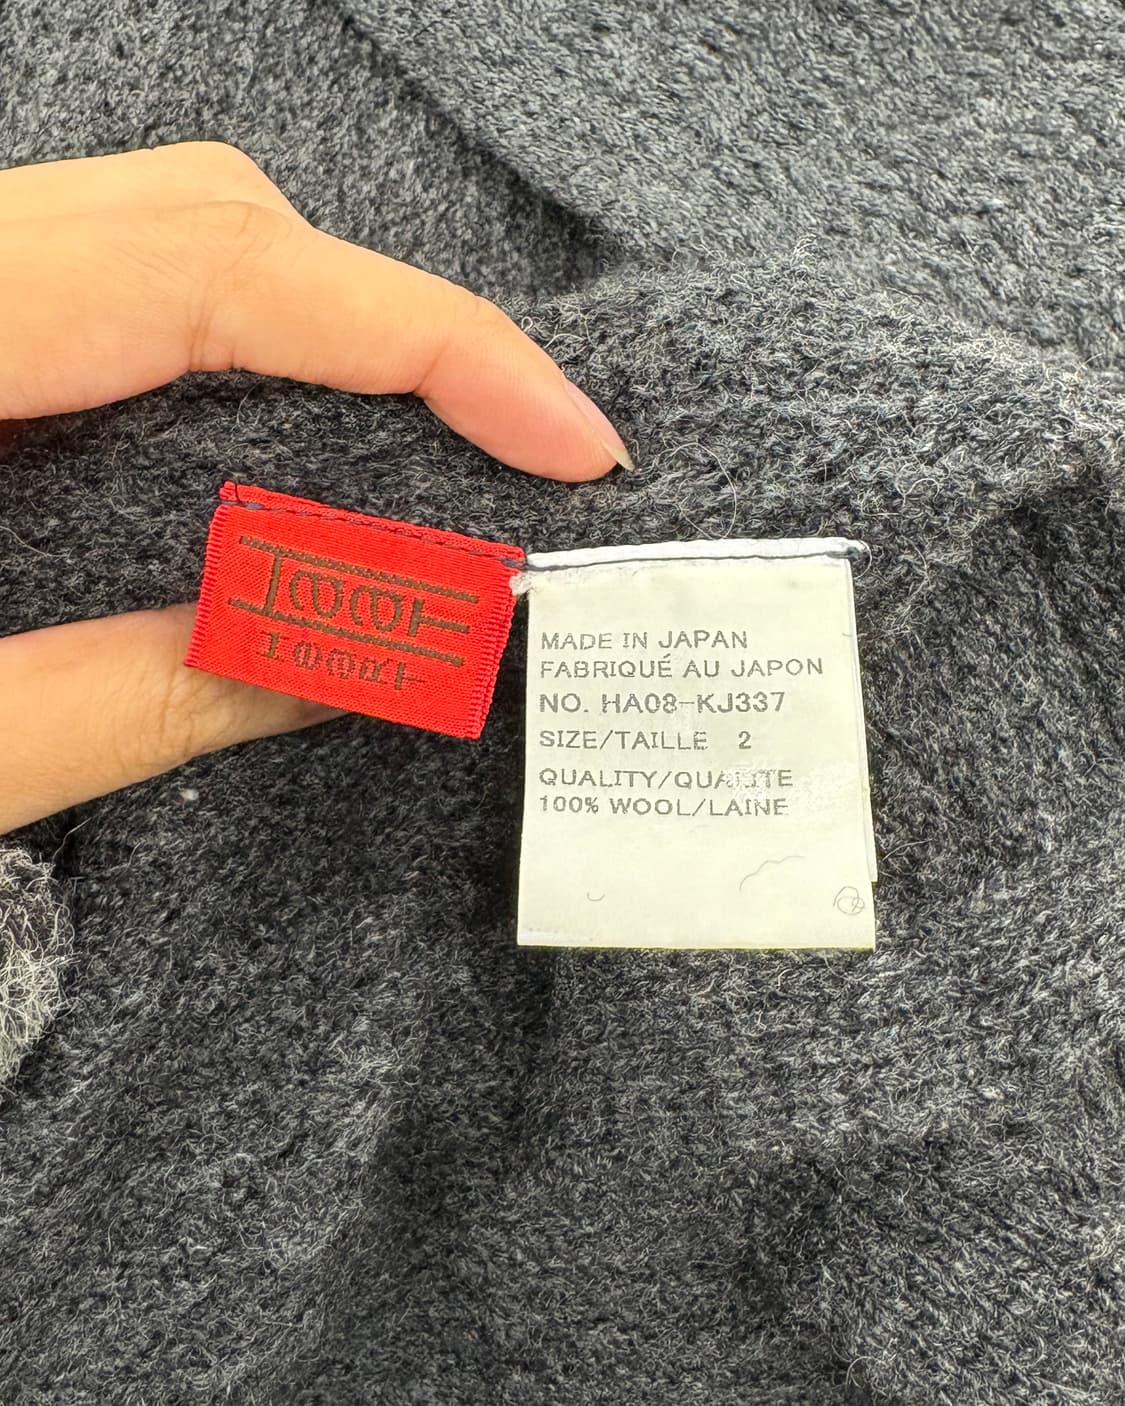 MADE IN JAPAN
FABRIQUÉ AU JAPON
NO. HA08-KJ337
SIZE/TAILLE 2
QUALITY/QUALITE
100% WOOL/LAINE